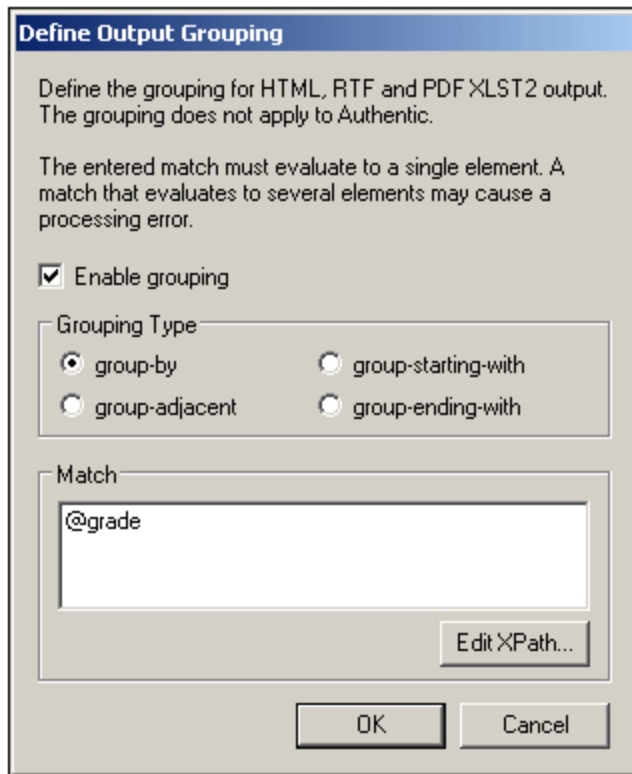 Define Output Grouping
Define the grouping for HTML, RTF and PDF XLST2 output.
The grouping does not apply to Authentic.
The entered match must evaluate to a single element. A
match that evaluates to several elements may cause a
processing error.
Enable grouping
Grouping Type
group-by
group-starting-with
group-adjacent
group-ending-with
Match
@grade
Edit XPath...
OK
Cancel